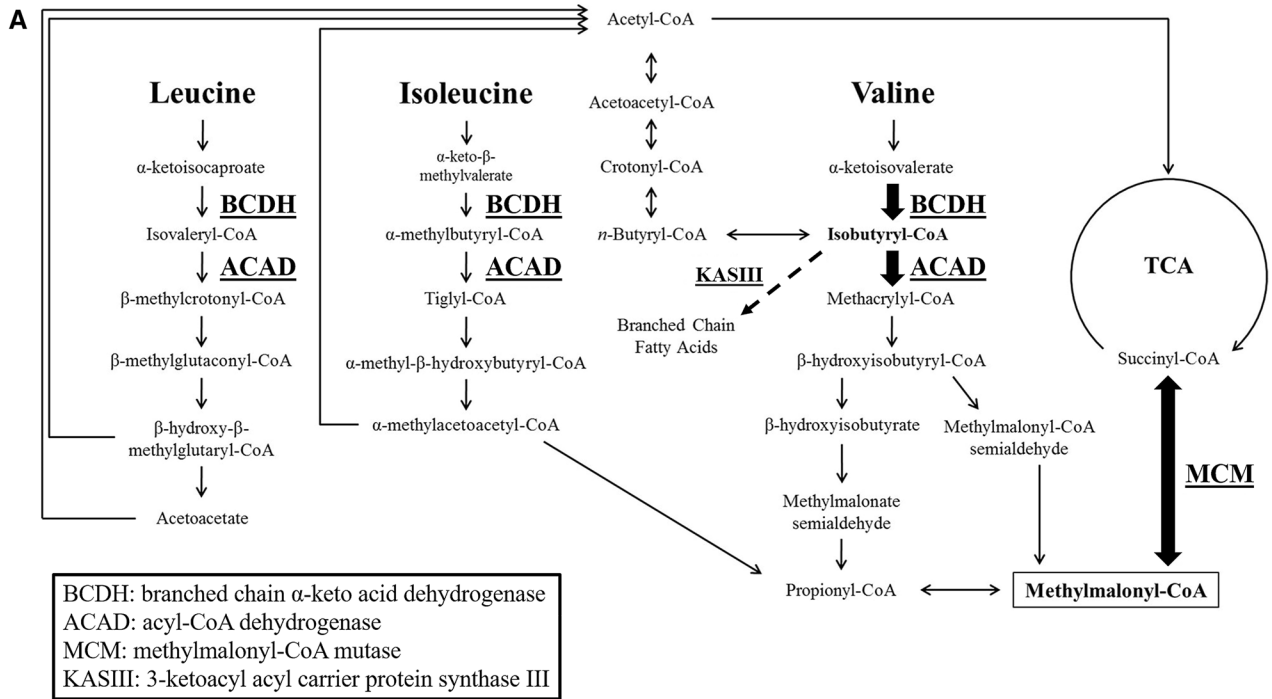 A
Acetyl-CoA
Leucine
Isoleucine
Acetoacetyl-CoA
Valine
α-ketoisocaproate
α-keto-β-
methylvalerate
Crotonyl-CoA
α-ketoisovalerate
BCDH
BCDH
BCDH
Isovaleryl-CoA
α-methylbutyryl-CoA
n-Butyryl-CoA
Isobutyryl-CoA
ACAD
ACAD
KASIII
ACAD
TCA
β-methylcrotonyl-CoA
Tiglyl-CoA
Methacrylyl-CoA
Branched Chain
Fatty Acids
β-methylglutaconyl-CoA
α-methyl-β-hydroxybutyryl-CoA
β-hydroxyisobutyryl-CoA
Succinyl-CoA
β-hydroxy-β-
methylglutaryl-CoA
α-methylacetoacetyl-CoA
β-hydroxyisobutyrate
Methylmalonyl-CoA
semialdehyde
MCM
Acetoacetate
Methylmalonate
semialdehyde
Propionyl-CoA
Methylmalonyl-CoA
BCDH: branched chain α-keto acid dehydrogenase
ACAD: acyl-CoA dehydrogenase
MCM: methylmalonyl-CoA mutase
KASIII: 3-ketoacyl acyl carrier protein synthase III